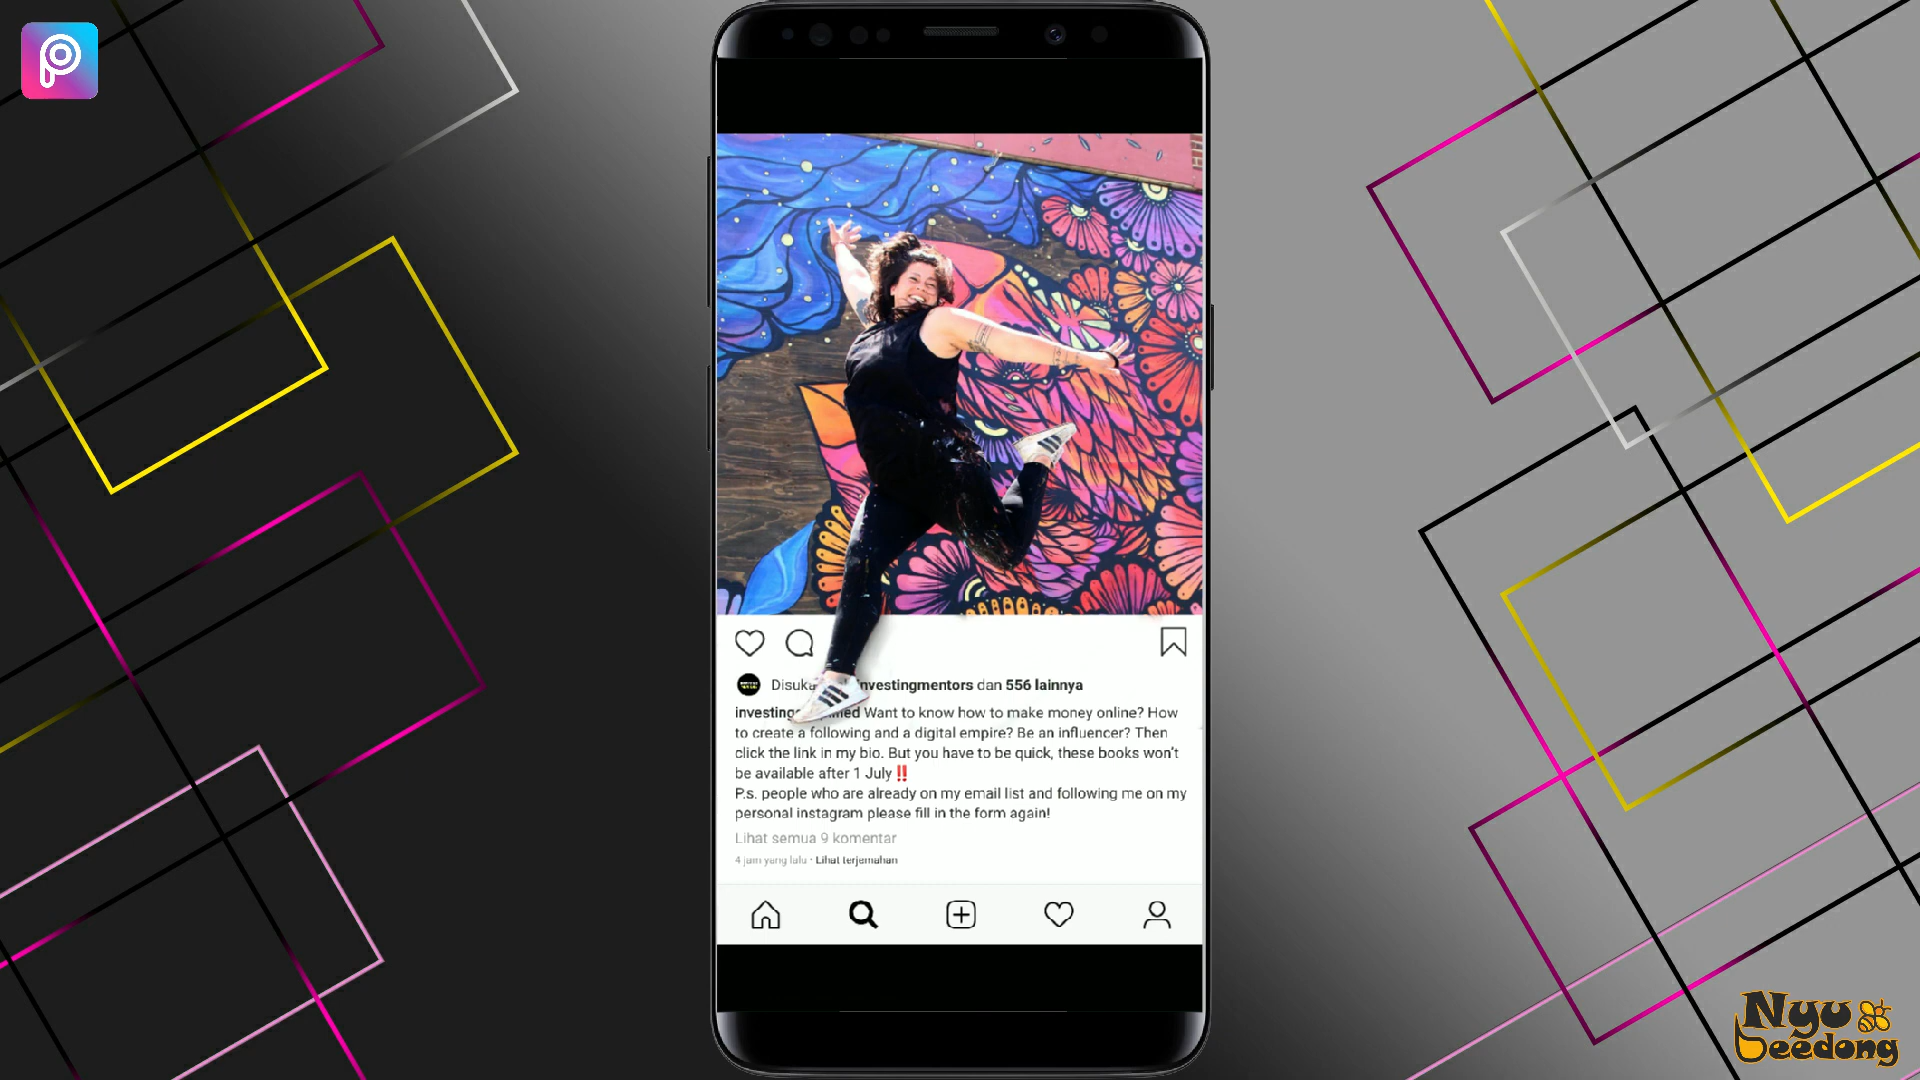 Disuka nvestingmentors dan 556 lainnya
investing med Want to know how to make money online? How
to create a following and a digital empire? Be an influencer? Then
click the link in my bio. But you have to be quick, these books won't
be available after 1 July ‼️
P.s. people who are already on my email list and following me on my
personal instagram please fill in the form again!
Lihat semua 9 komentar
4 jam yang lalu · Lihat terjemahan
Nyu
beedong